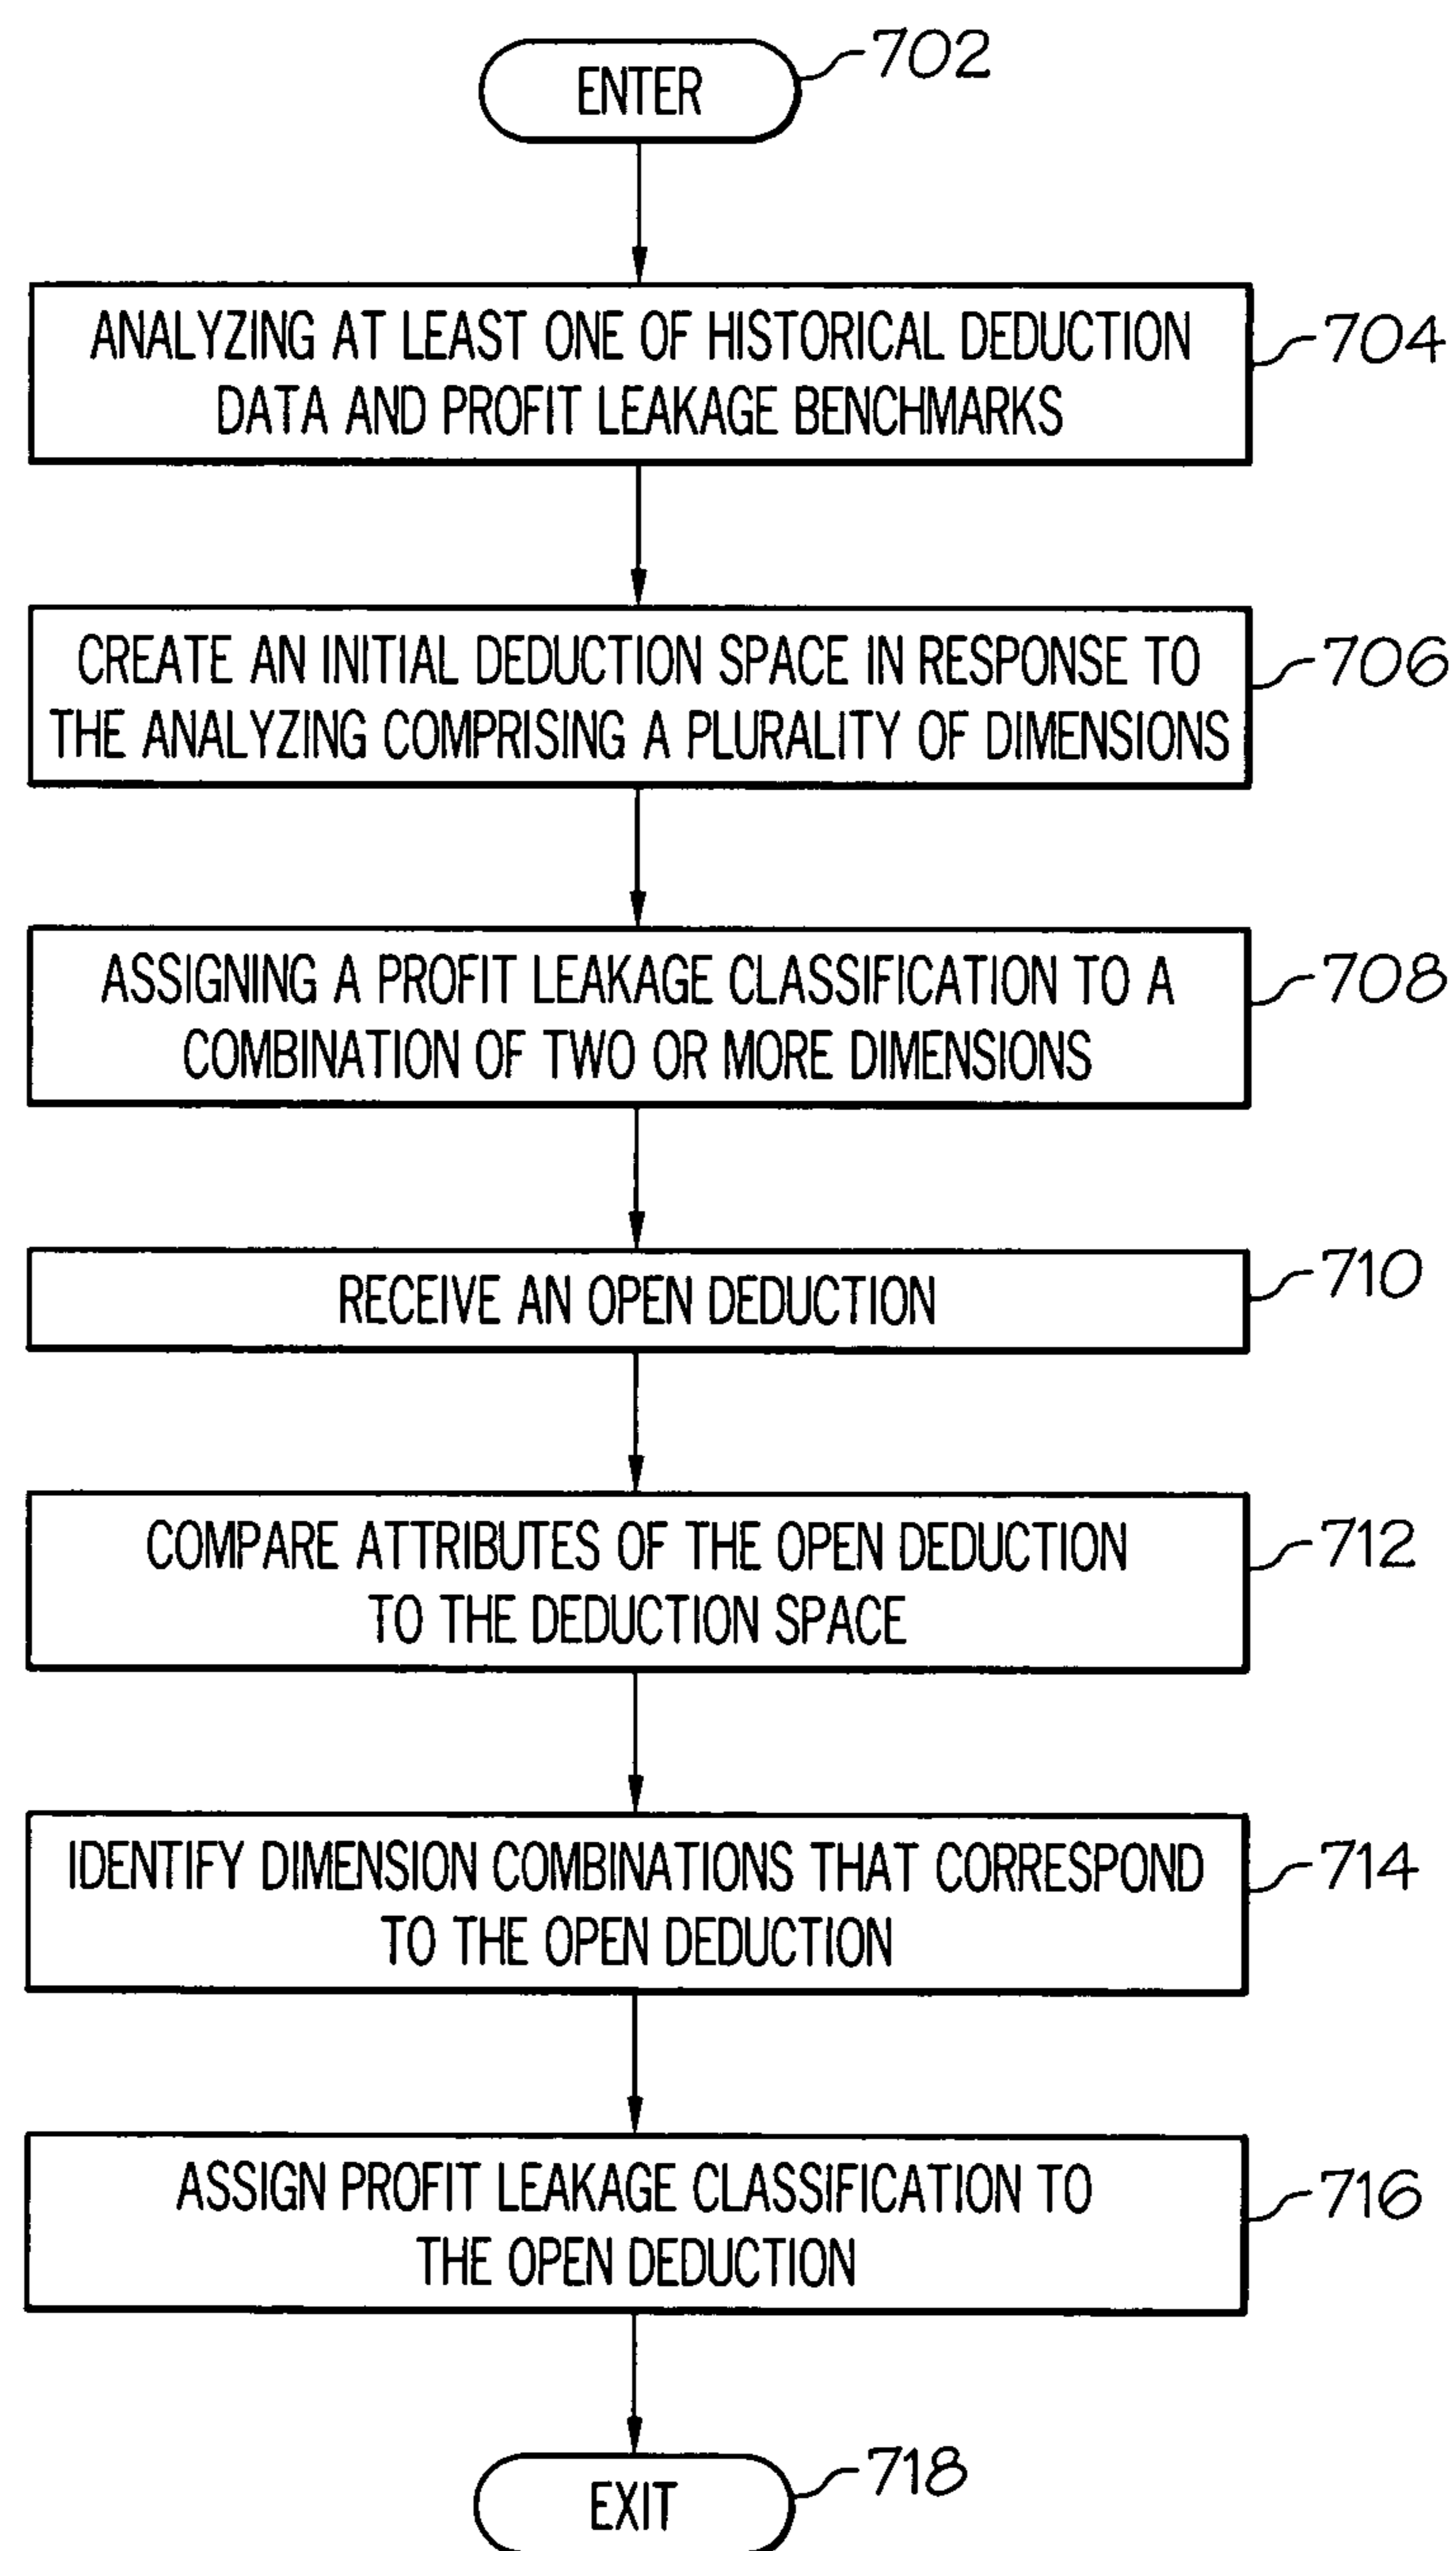 ENTER
702
ANALYZING AT LEAST ONE OF HISTORICAL DEDUCTION
DATA AND PROFIT LEAKAGE BENCHMARKS
704
CREATE AN INITIAL DEDUCTION SPACE IN RESPONSE TO
THE ANALYZING COMPRISING A PLURALITY OF DIMENSIONS
706
ASSIGNING A PROFIT LEAKAGE CLASSIFICATION TO A
COMBINATION OF TWO OR MORE DIMENSIONS
708
RECEIVE AN OPEN DEDUCTION
710
COMPARE ATTRIBUTES OF THE OPEN DEDUCTION
TO THE DEDUCTION SPACE
712
IDENTIFY DIMENSION COMBINATIONS THAT CORRESPOND
TO THE OPEN DEDUCTION
714
ASSIGN PROFIT LEAKAGE CLASSIFICATION TO
THE OPEN DEDUCTION
716
EXIT
718